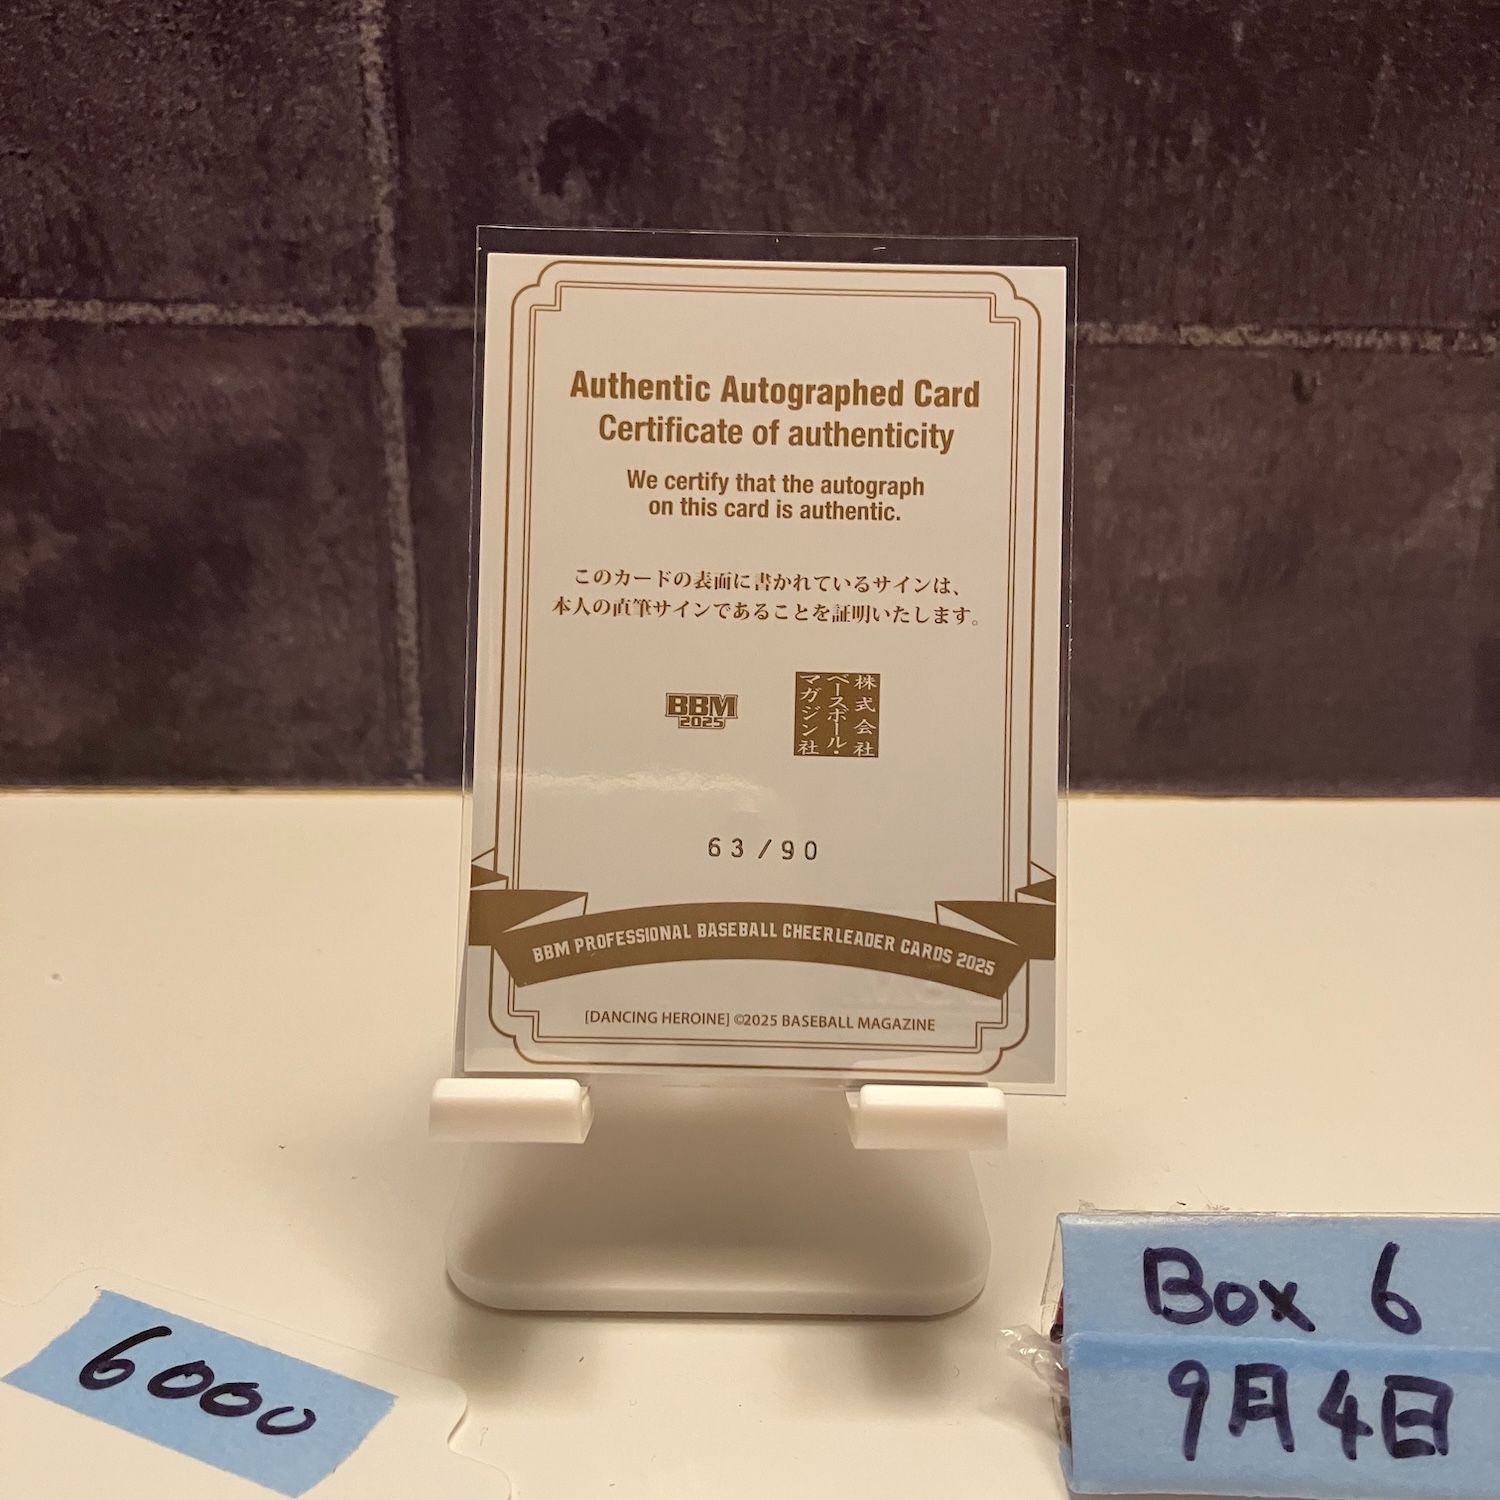 Authentic Autographed Card
Certificate of authenticity
We certify that the autograph
on this card is authentic.
このカードの表面に書かれているサインは、
本人の直筆サインであることを証明いたします。
BBM
2025
株式会社
ベースボール・
マガジン社
63/90
BBM PROFESSIONAL BASEBALL CHEERLEADER CARDS 2025
[DANCING HEROINE] ©2025 BASEBALL MAGAZINE
6000
Box 6
9月4日